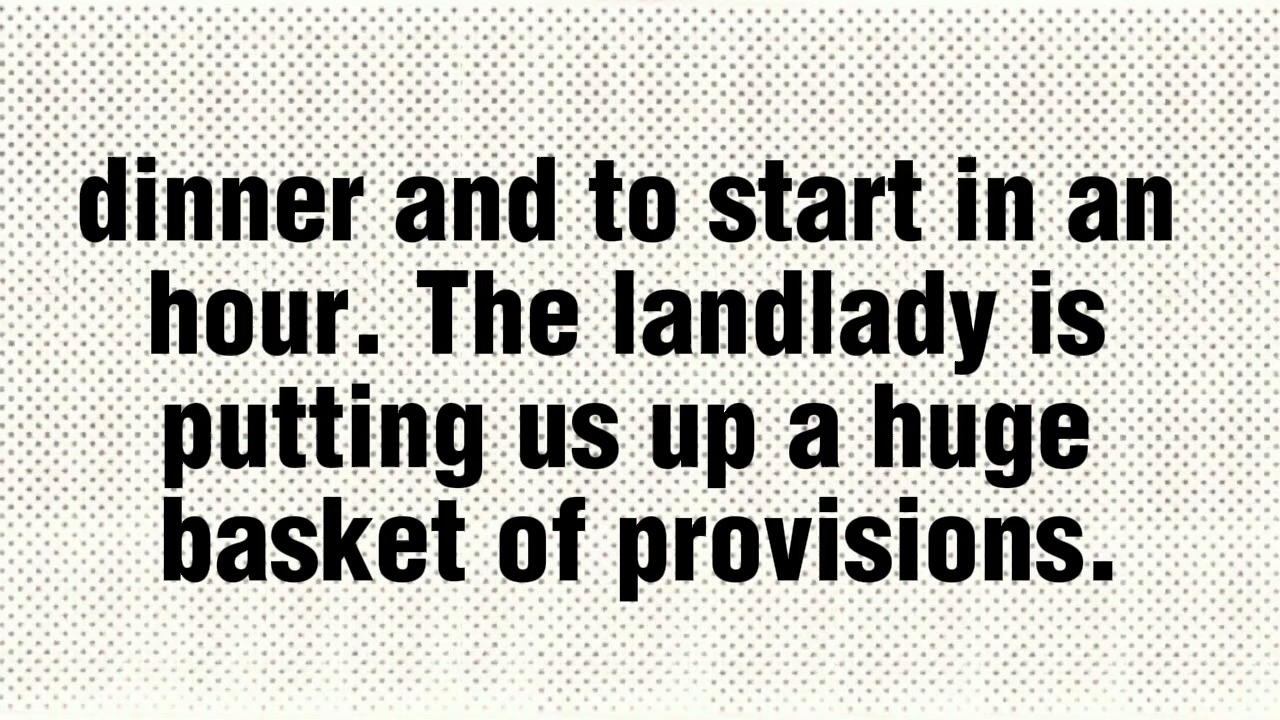 dinner and to start in an
hour. The landlady is
putting us up a huge
basket of provisions.